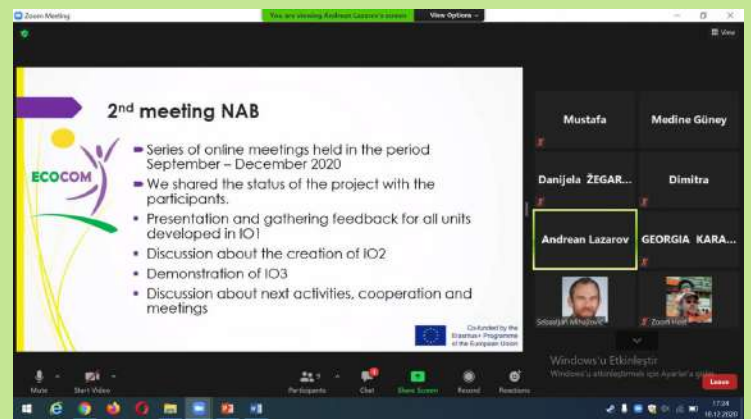 Zoom Meeting
You are viewing Andrean Lazarov's screen
View Options
View
2nd meeting NAB
Series of online meetings held in the period
September – December 2020
We shared the status of the project with the
participants.
Presentation and gathering feedback for all units
developed in IO1
Discussion about the creation of IO2
Demonstration of IO3
Discussion about next activities, cooperation and
meetings
ECOCOM
Co-funded by the
Erasmus+ Programme
of the European Union
Mustafa
Medine Güney
Danijela ŽEGAR...
Dimitra
Andrean Lazarov
GEORGIA KARA...
Sebastijan Mihajlovic
Zoom Host
Windows'u Etkinleştir
Windows'u etkinleştirmek için Ayarlar'a gidin.
Mute
Start Video
Participants
Chat
Share Screen
Record
Reactions
Leave
17:04
10.12.2020